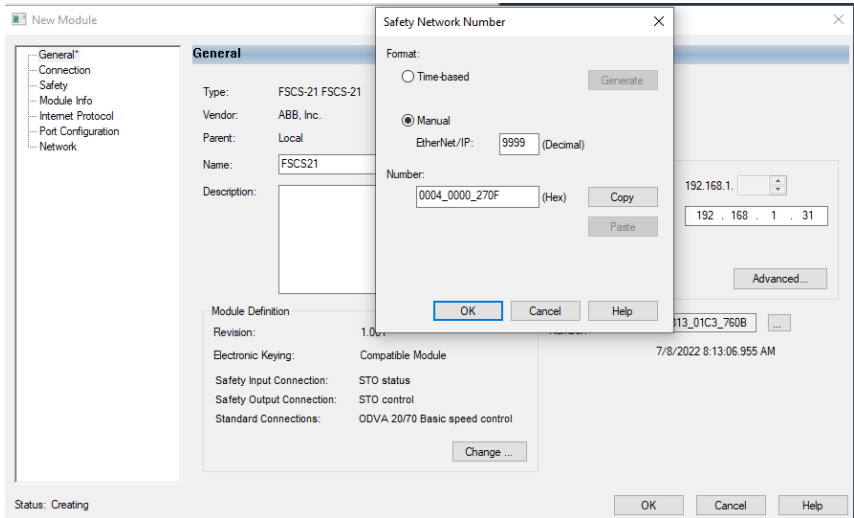 New Module
General*
Connection
Safety
Module Info
Internet Protocol
Port Configuration
Network
General
Type: FSCS-21 FSCS-21
Vendor: ABB, Inc.
Parent: Local
Name: FSCS21
Description:
Module Definition
Revision: 1.001
Electronic Keying: Compatible Module
Safety Input Connection: STO status
Safety Output Connection: STO control
Standard Connections: ODVA 20/70 Basic speed control
Change ...
Safety Network Number
Format:
Time-based
Generate
Manual
EtherNet/IP: 9999 (Decimal)
Number:
0004_0000_270F (Hex)
Copy
Paste
OK Cancel Help
192.168.1.
192 . 168 . 1 . 31
Advanced...
313_01C3_760B ...
7/8/2022 8:13:06.955 AM
Status: Creating
OK Cancel Help